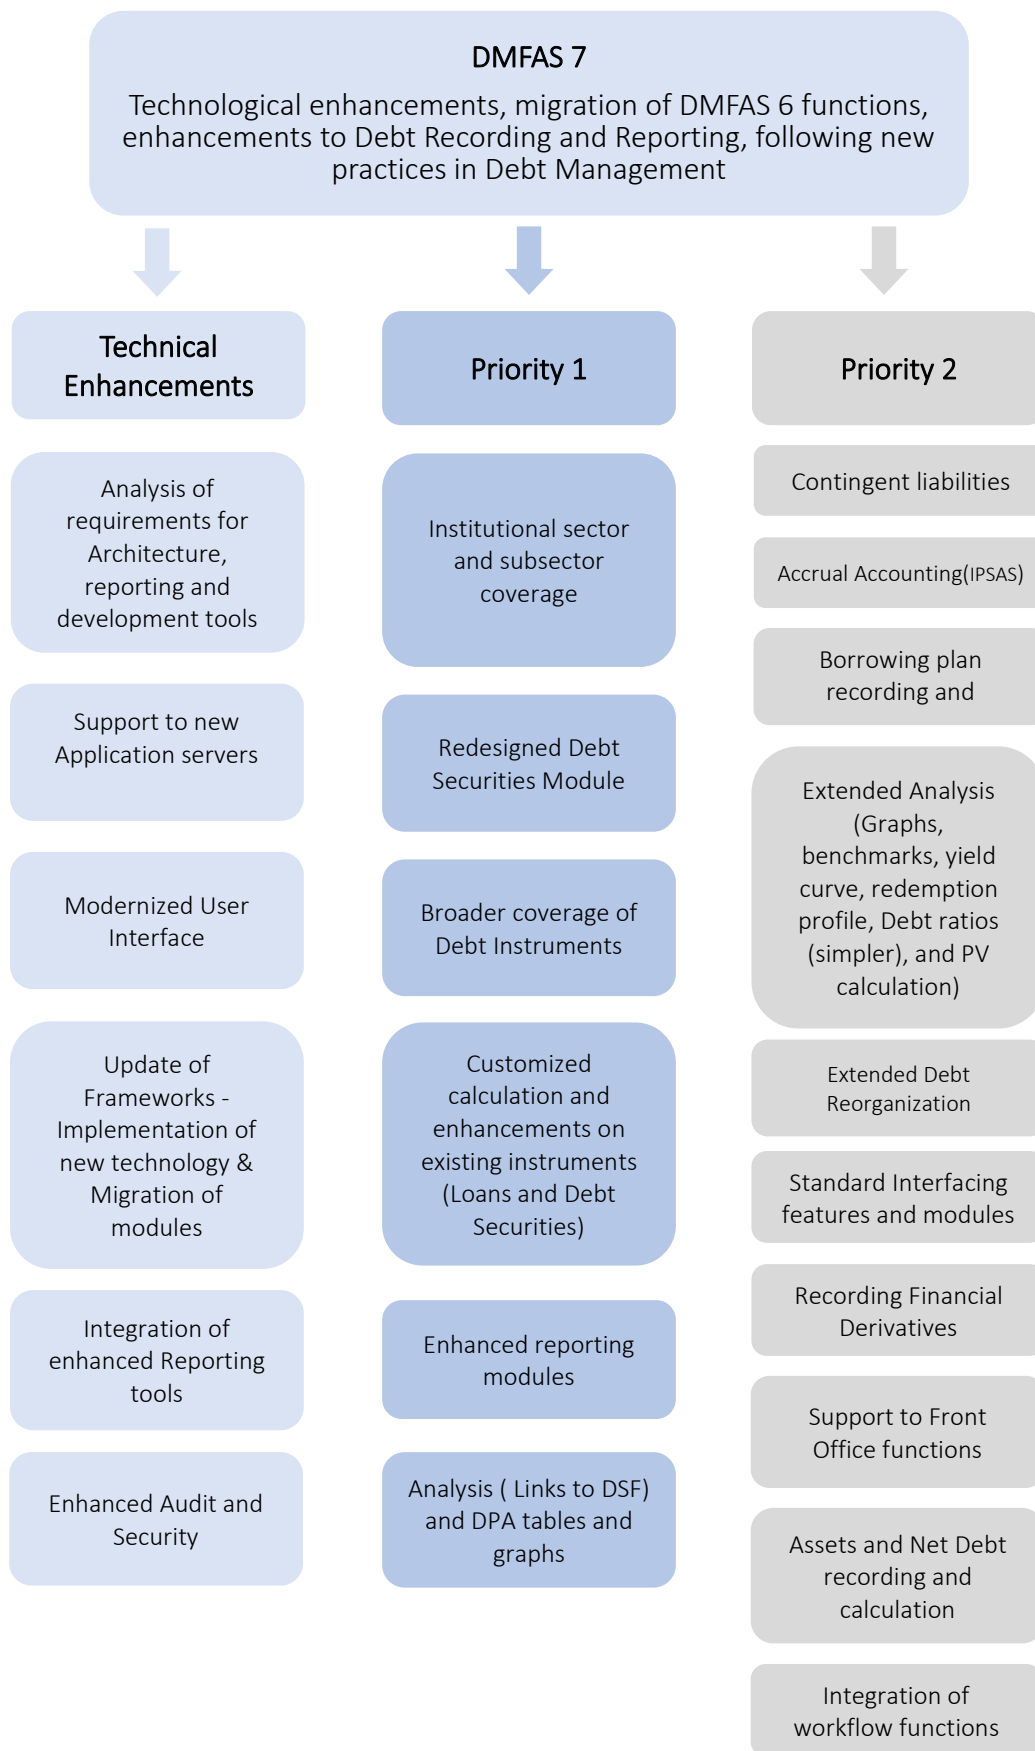 DMFAS 7
Technological enhancements, migration of DMFAS 6 functions,
enhancements to Debt Recording and Reporting, following new
practices in Debt Management
Technical
Enhancements
Analysis of
requirements for
Architecture,
reporting and
development tools
Support to new
Application servers
Modernized User
Interface
Update of
Frameworks -
Implementation of
new technology &
Migration of
modules
Integration of
enhanced Reporting
tools
Enhanced Audit and
Security
Priority 1
Institutional sector
and subsector
coverage
Redesigned Debt
Securities Module
Broader coverage of
Debt Instruments
Customized
calculation and
enhancements on
existing instruments
(Loans and Debt
Securities)
Enhanced reporting
modules
Analysis ( Links to DSF)
and DPA tables and
graphs
Priority 2
Contingent liabilities
Accrual Accounting(IPSAS)
Borrowing plan
recording and
Extended Analysis
(Graphs,
benchmarks, yield
curve, redemption
profile, Debt ratios
(simpler), and PV
calculation)
Extended Debt
Reorganization
Standard Interfacing
features and modules
Recording Financial
Derivatives
Support to Front
Office functions
Assets and Net Debt
recording and
calculation
Integration of
workflow functions